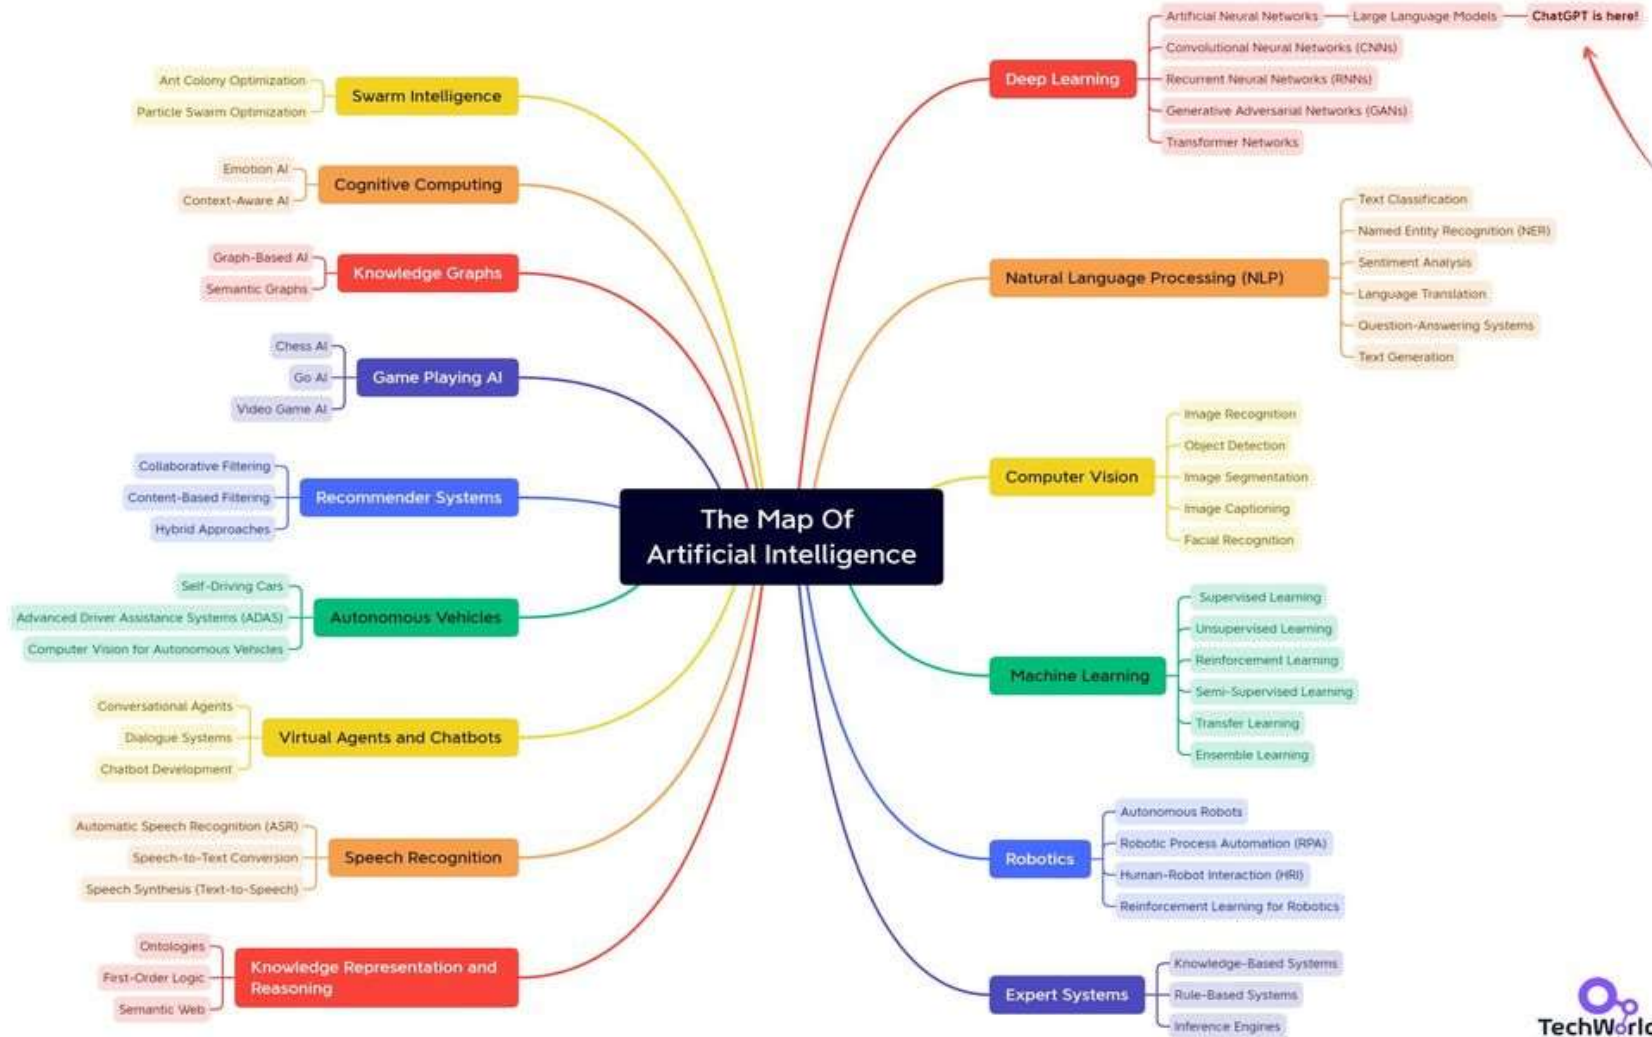 The Map Of
Artificial Intelligence
Swarm Intelligence
Ant Colony Optimization
Particle Swarm Optimization
Cognitive Computing
Emotion AI
Context-Aware AI
Knowledge Graphs
Graph-Based AI
Semantic Graphs
Game Playing AI
Chess AI
Go AI
Video Game AI
Recommender Systems
Collaborative Filtering
Content-Based Filtering
Hybrid Approaches
Autonomous Vehicles
Self-Driving Cars
Advanced Driver Assistance Systems (ADAS)
Computer Vision for Autonomous Vehicles
Virtual Agents and Chatbots
Conversational Agents
Dialogue Systems
Chatbot Development
Speech Recognition
Automatic Speech Recognition (ASR)
Speech-to-Text Conversion
Speech Synthesis (Text-to-Speech)
Knowledge Representation and
Reasoning
Ontologies
First-Order Logic
Semantic Web
Deep Learning
Artificial Neural Networks
Large Language Models
ChatGPT is here!
Convolutional Neural Networks (CNNs)
Recurrent Neural Networks (RNNs)
Generative Adversarial Networks (GANs)
Transformer Networks
Natural Language Processing (NLP)
Text Classification
Named Entity Recognition (NER)
Sentiment Analysis
Language Translation
Question-Answering Systems
Text Generation
Computer Vision
Image Recognition
Object Detection
Image Segmentation
Image Captioning
Facial Recognition
Machine Learning
Supervised Learning
Unsupervised Learning
Reinforcement Learning
Semi-Supervised Learning
Transfer Learning
Ensemble Learning
Robotics
Autonomous Robots
Robotic Process Automation (RPA)
Human-Robot Interaction (HRI)
Reinforcement Learning for Robotics
Expert Systems
Knowledge-Based Systems
Rule-Based Systems
Inference Engines
TechWorld